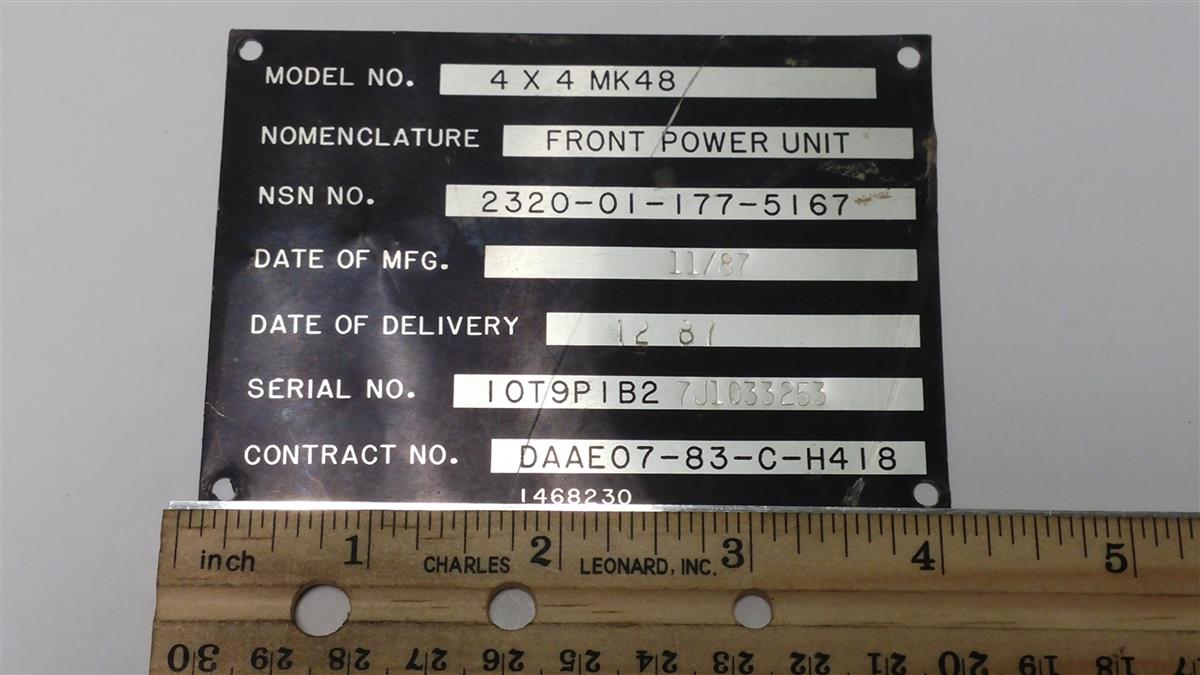 MODEL NO. 4 X 4 MK48
NOMENCLATURE FRONT POWER UNIT
NSN NO. 2320-01-177-5167
DATE OF MFG. 11/87
DATE OF DELIVERY 12 87
SERIAL NO. 10T9P1B2 7J1033253
CONTRACT NO. DAAE07-83-C-H418
1468230
inch 1 CHARLES 2 LEONARD, INC. 3 4 5
30 29 28 27 26 25 24 23 22 21 20 19 18 17